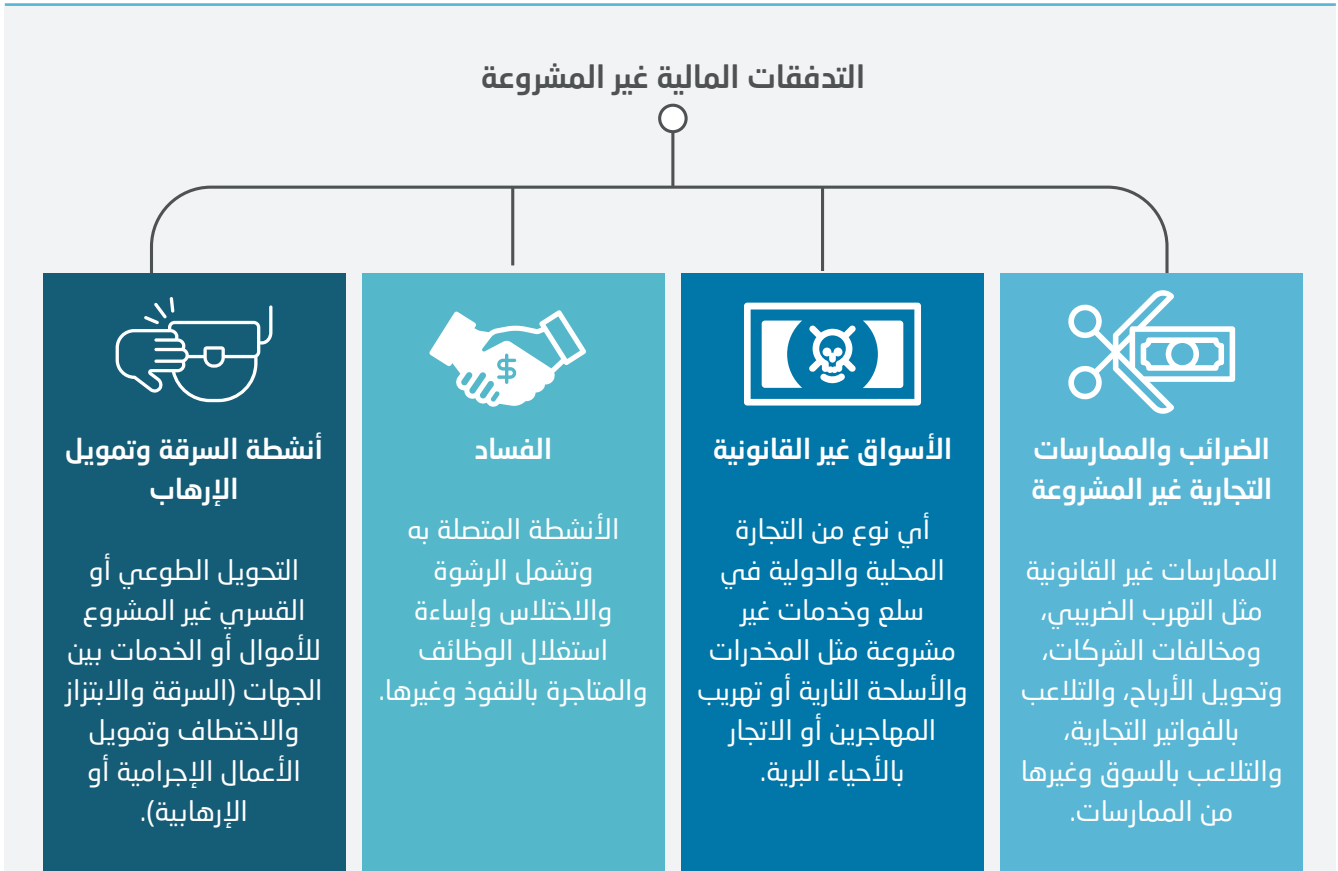 التدفقات المالية غير المشروعة
الضرائب والممارسات
التجارية غير المشروعة
الممارسات غير القانونية
مثل التهرب الضريبي،
ومخالفات الشركات،
وتحويل الأرباح، والتلاعب
بالفواتير التجارية،
والتلاعب بالسوق وغيرها
من الممارسات.
الأسواق غير القانونية
أي نوع من التجارة
المحلية والدولية في
سلع وخدمات غير
مشروعة مثل المخدرات
والأسلحة النارية أو تهريب
المهاجرين أو الاتجار
بالأحياء البرية.
الفساد
$
الأنشطة المتصلة به
وتشمل الرشوة
والاختلاس وإساءة
استغلال الوظائف
والمتاجرة بالنفوذ وغيرها.
أنشطة السرقة وتمويل
الإرهاب
التحويل الطوعي أو
القسري غير المشروع
للأموال أو الخدمات بين
الجهات (السرقة والابتزاز
والاختطاف وتمويل
الأعمال الإجرامية أو
الإرهابية).